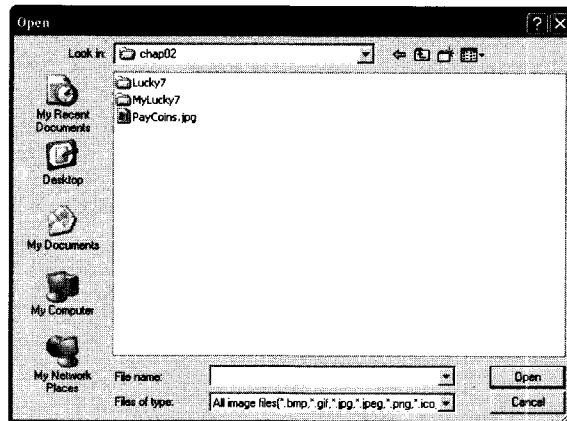 Open
Look in: chap02
Lucky7
MyLucky7
PayCoins.jpg
My Recent
Documents
Desktop
My Documents
My Computer
My Network
Places
File name:
Open
Files of type: All image files(*.bmp,*.gif,*.jpg,*.jpeg,*.png,*.ico,
Cancel